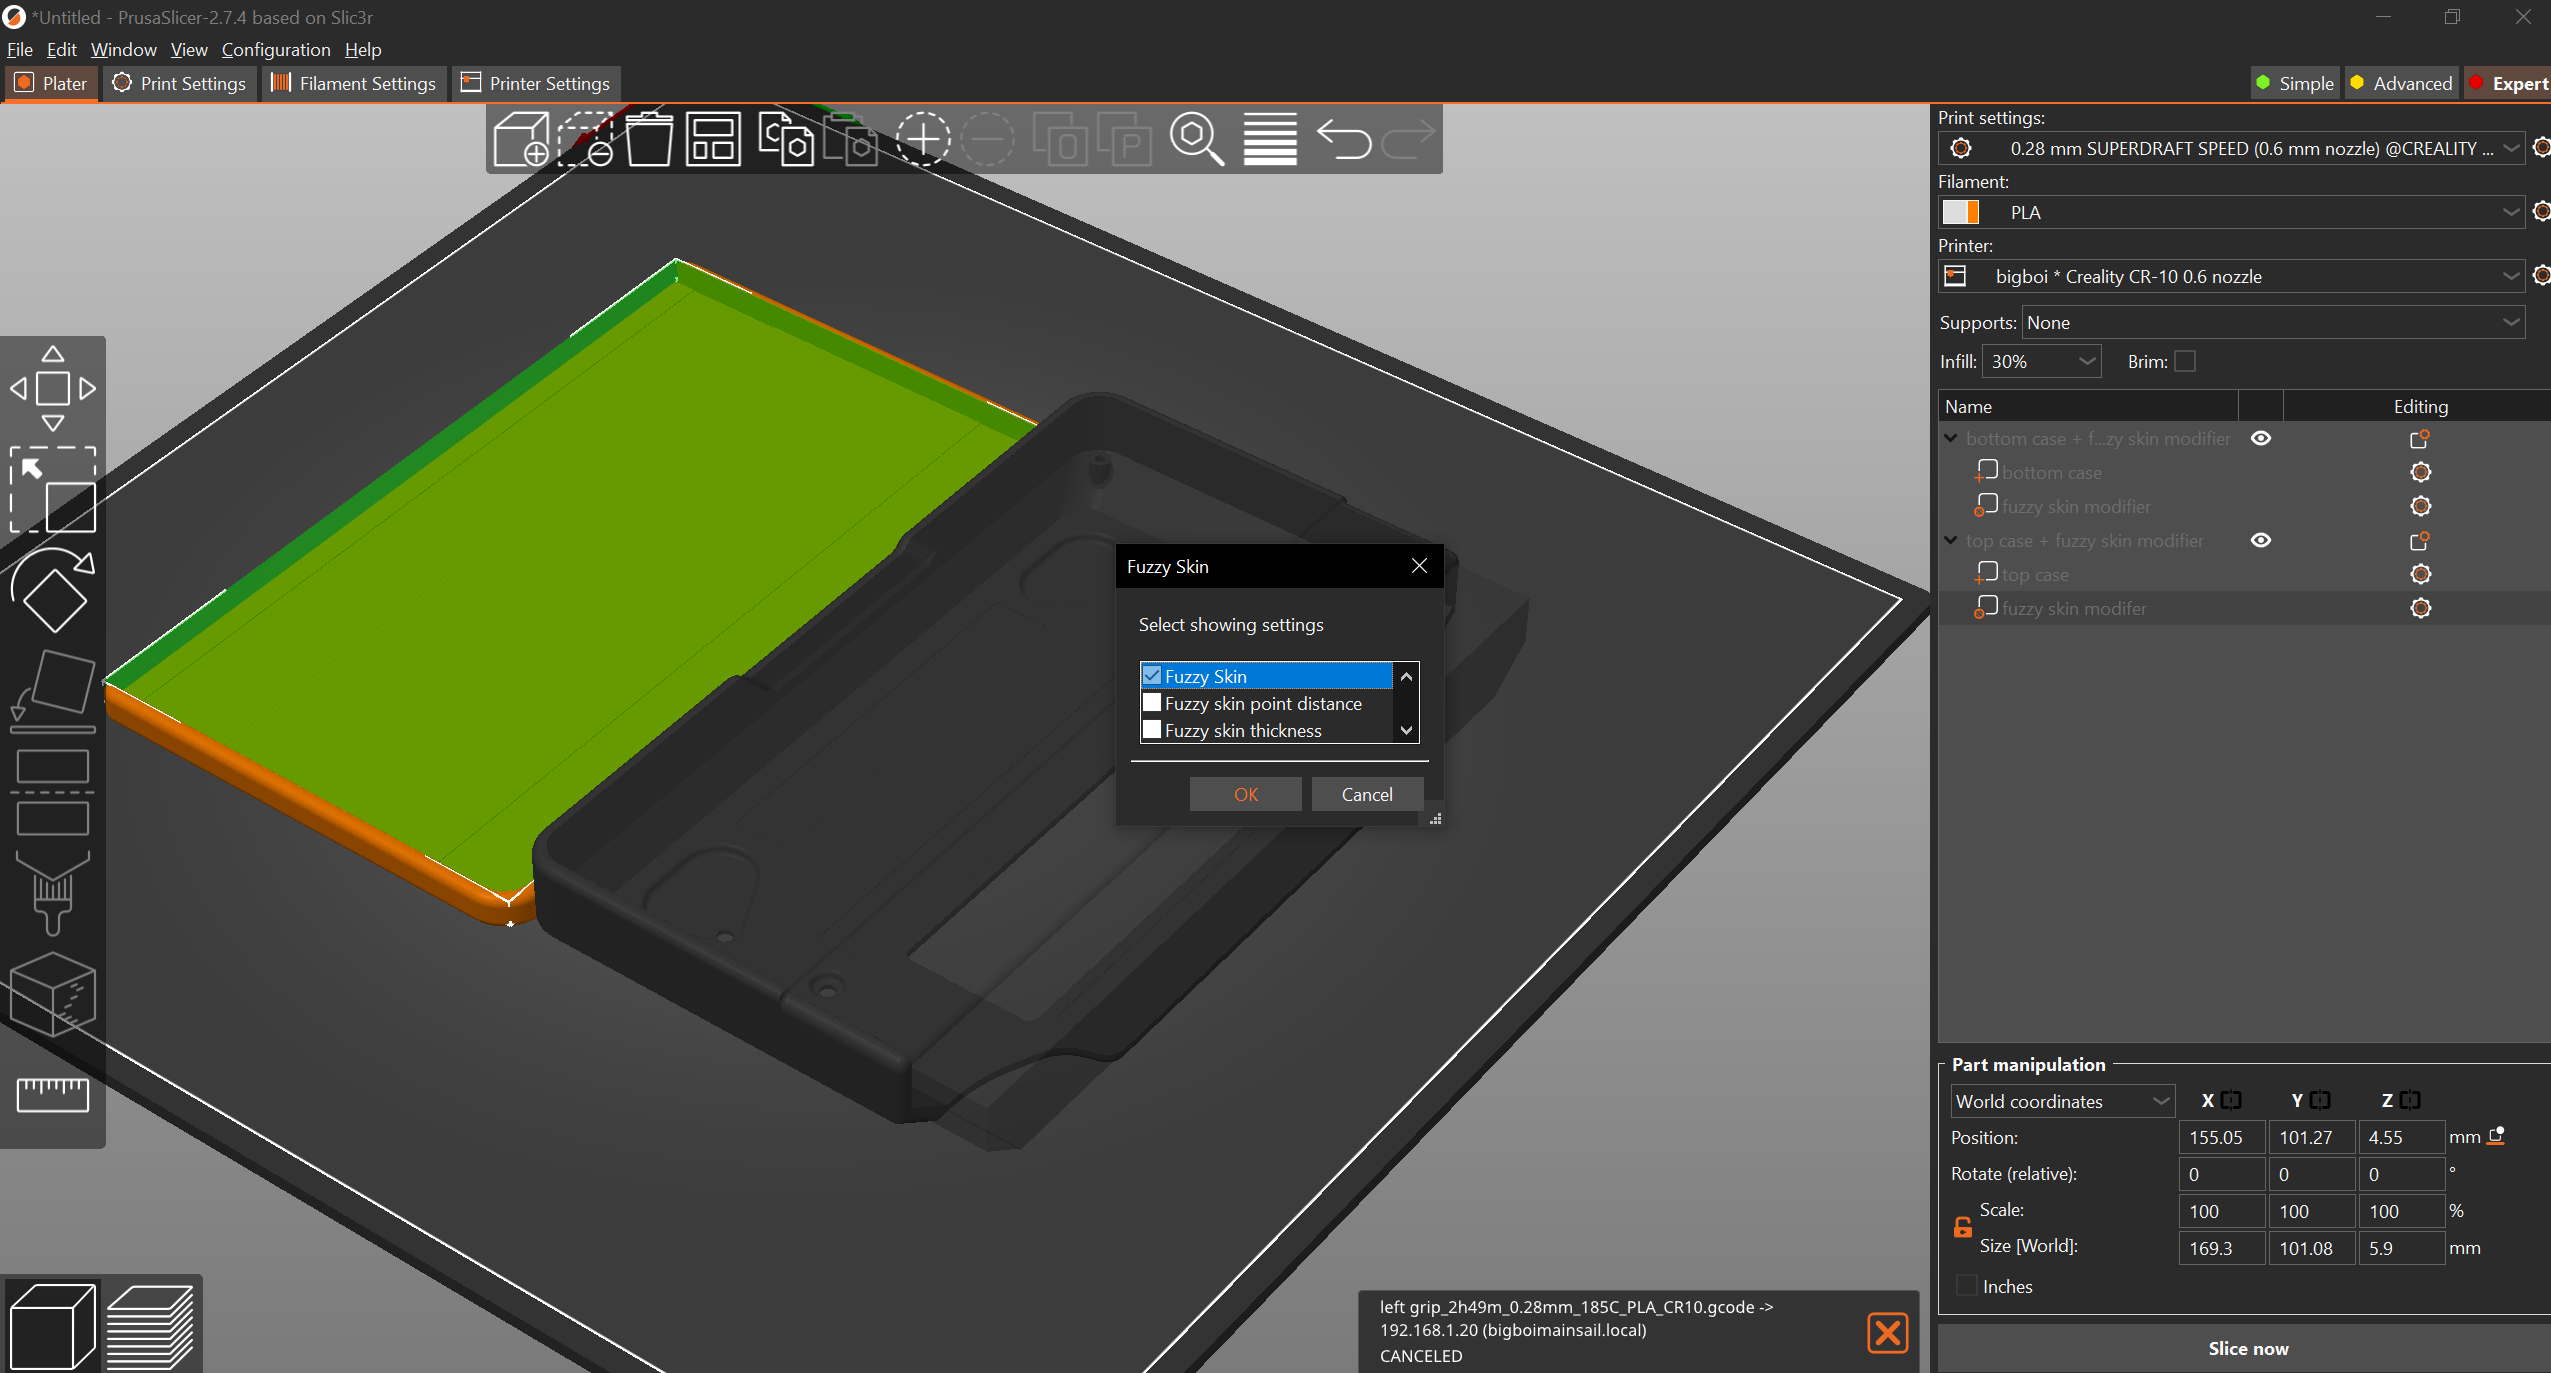 *Untitled - PrusaSlicer-2.7.4 based on Slic3r
File Edit Window View Configuration Help
Plater Print Settings Filament Settings Printer Settings Simple Advanced Expert
Print settings:
0.28 mm SUPERDRAFT SPEED (0.6 mm nozzle) @CREALITY ...
Filament:
PLA
Printer:
bigboi * Creality CR-10 0.6 nozzle
Supports: None
Infill: 30% Brim:
Name Editing
bottom case + f...zy skin modifier
bottom case
fuzzy skin modifier
top case + fuzzy skin modifier
top case
fuzzy skin modifer
Fuzzy Skin
Select showing settings
Fuzzy Skin
Fuzzy skin point distance
Fuzzy skin thickness
OK Cancel
Part manipulation
World coordinates X Y Z
Position: 155.05 101.27 4.55 mm
Rotate (relative): 0 0 0 °
Scale: 100 100 100 %
Size [World]: 169.3 101.08 5.9 mm
Inches
left grip_2h49m_0.28mm_185C_PLA_CR10.gcode ->
192.168.1.20 (bigboimainsail.local)
CANCELED
Slice now